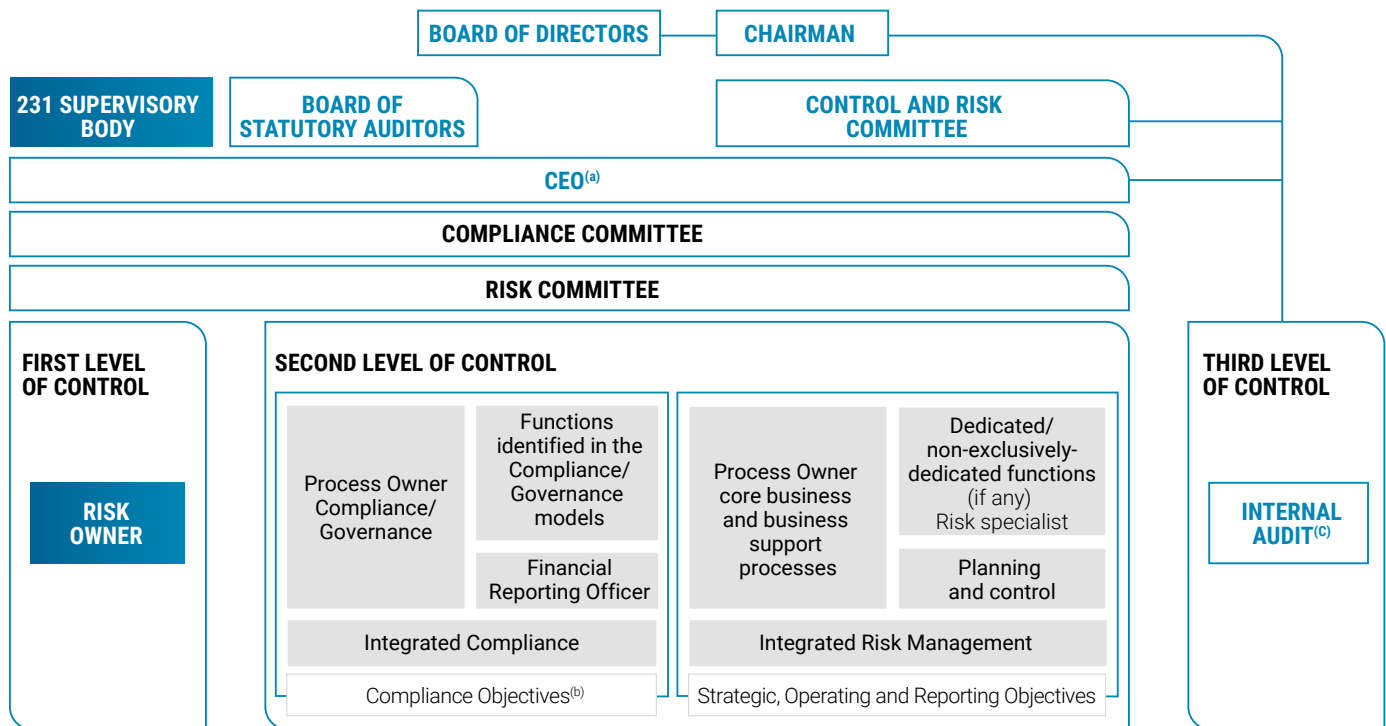 BOARD OF DIRECTORS
CHAIRMAN
231 SUPERVISORY
BODY
BOARD OF
STATUTORY AUDITORS
CONTROL AND RISK
COMMITTEE
CEO(a)
COMPLIANCE COMMITTEE
RISK COMMITTEE
FIRST LEVEL
OF CONTROL
RISK
OWNER
SECOND LEVEL OF CONTROL
Process Owner
Compliance/
Governance
Functions
identified in the
Compliance/
Governance
models
Financial
Reporting Officer
Integrated Compliance
Compliance Objectives(b)
Process Owner
core business
and business
support
processes
Dedicated/
non-exclusively-
dedicated functions
(if any)
Risk specialist
Planning
and control
Integrated Risk Management
Strategic, Operating and Reporting Objectives
THIRD LEVEL
OF CONTROL
INTERNAL
AUDIT(C)